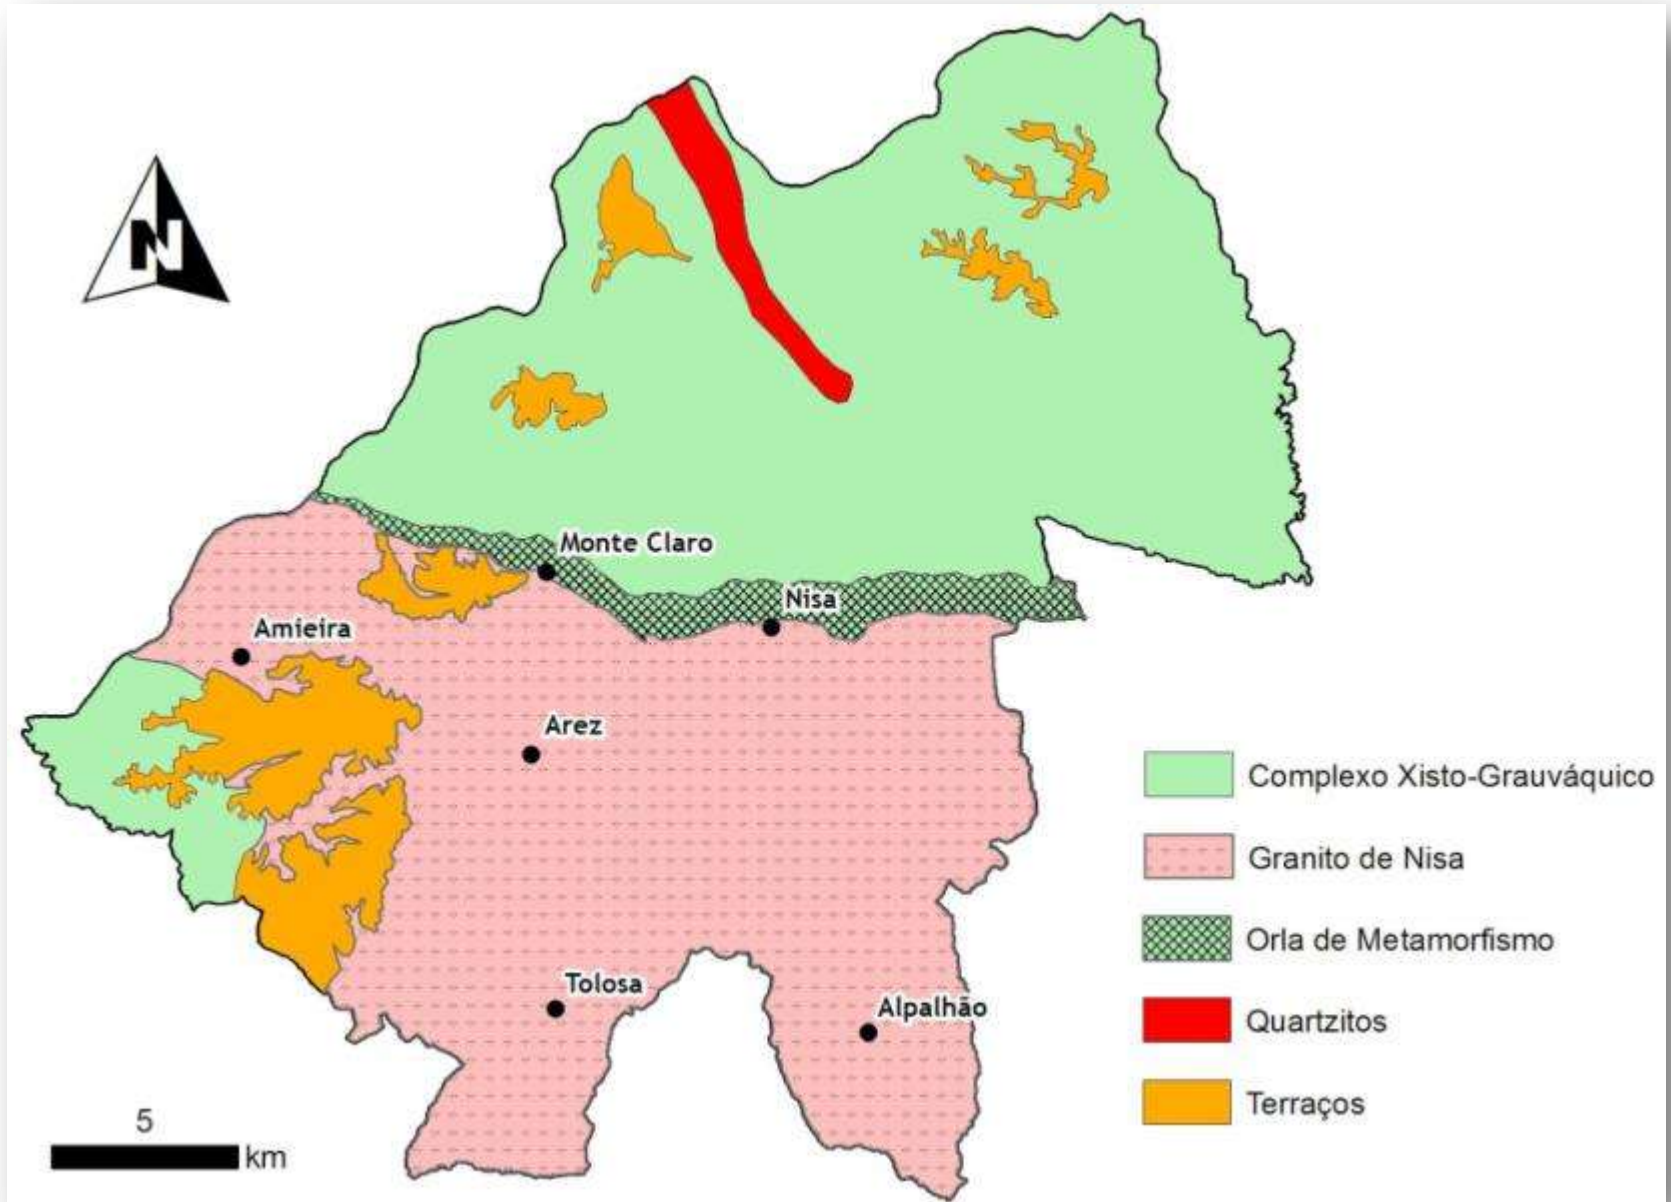 N
Monte Claro
Nisa
Amieira
Arez
Tolosa
Alpalhão
Complexo Xisto-Grauváquico
Granito de Nisa
Orla de Metamorfismo
Quartzitos
Terraços
5
km